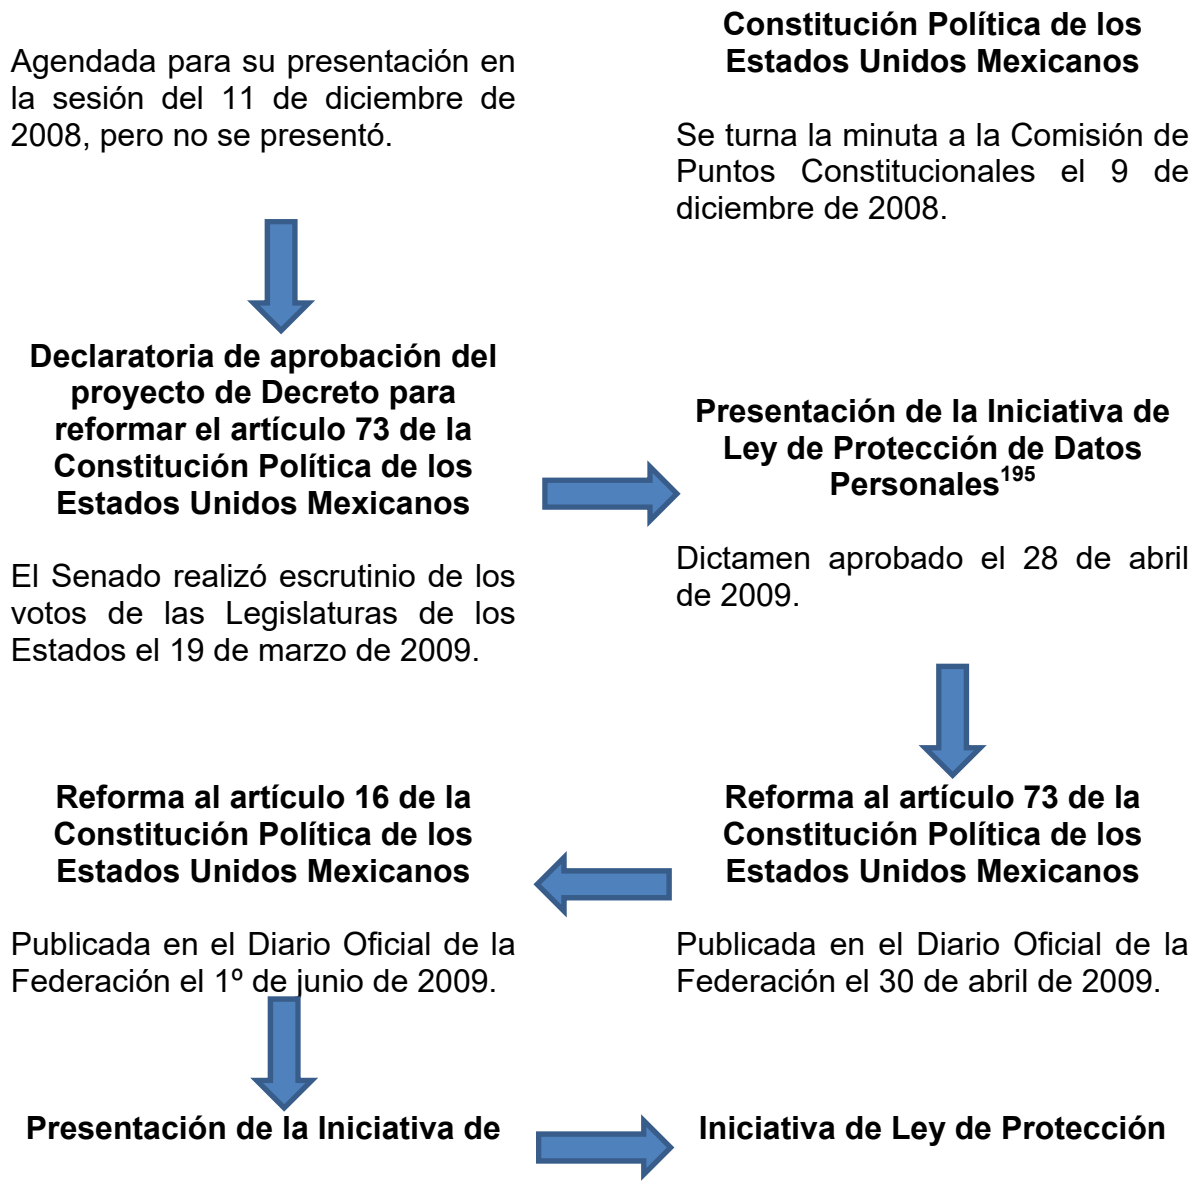 Agendada para su presentación en
la sesión del 11 de diciembre de
2008, pero no se presentó.
Constitución Política de los
Estados Unidos Mexicanos
Se turna la minuta a la Comisión de
Puntos Constitucionales el 9 de
diciembre de 2008.
Declaratoria de aprobación del
proyecto de Decreto para
reformar el artículo 73 de la
Constitución Política de los
Estados Unidos Mexicanos
El Senado realizó escrutinio de los
votos de las Legislaturas de los
Estados el 19 de marzo de 2009.
Presentación de la Iniciativa de
Ley de Protección de Datos
Personales195
Dictamen aprobado el 28 de abril
de 2009.
Reforma al artículo 73 de la
Constitución Política de los
Estados Unidos Mexicanos
Publicada en el Diario Oficial de la
Federación el 30 de abril de 2009.
Reforma al artículo 16 de la
Constitución Política de los
Estados Unidos Mexicanos
Publicada en el Diario Oficial de la
Federación el 1º de junio de 2009.
Presentación de la Iniciativa de
Iniciativa de Ley de Protección